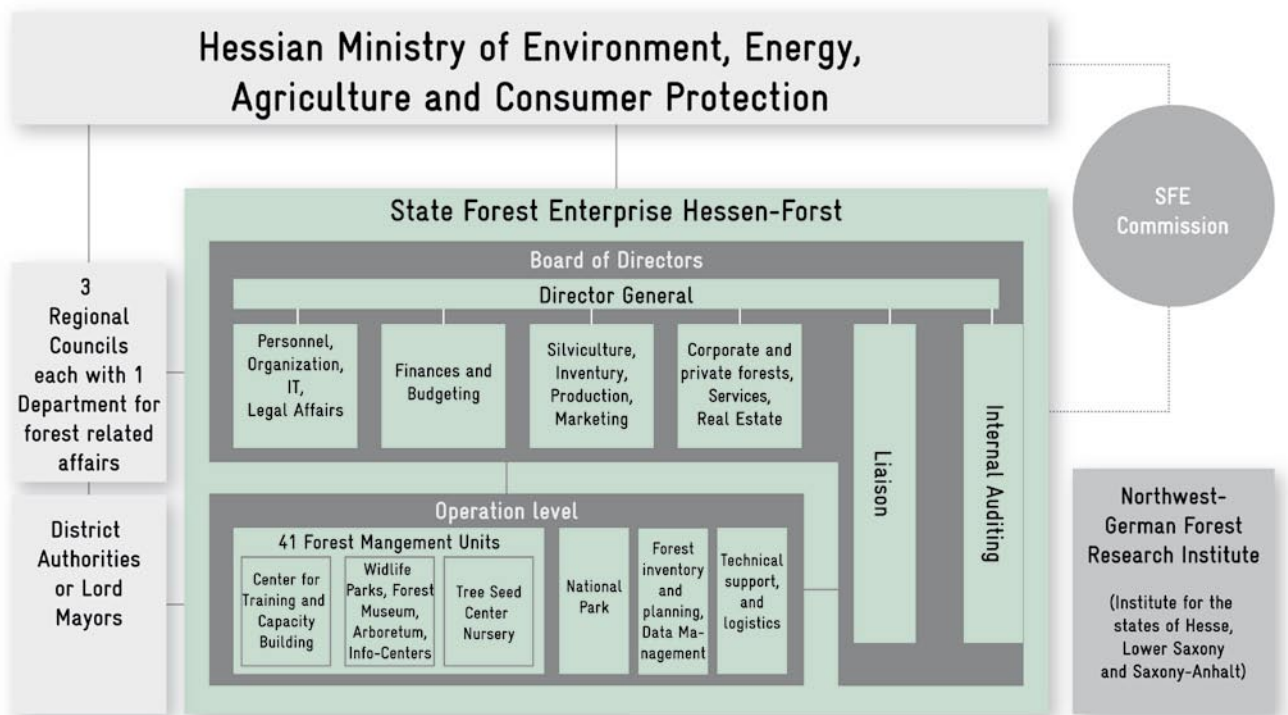 Hessian Ministry of Environment, Energy,
Agriculture and Consumer Protection
SFE
Commission
State Forest Enterprise Hessen-Forst
Board of Directors
Director General
Personnel,
Organization,
IT,
Legal Affairs
Finances and
Budgeting
Silviculture,
Inventory,
Production,
Marketing
Corporate and
private forests,
Services,
Real Estate
Liaison
Internal Auditing
3
Regional
Councils
each with 1
Department for
forest related
affairs
District
Authorities
or Lord
Mayors
Operation level
41 Forest Mangement Units
Center for
Training and
Capacity
Building
Widlife
Parks, Forest
Museum,
Arboretum,
Info-Centers
Tree Seed
Center
Nursery
National
Park
Forest
inventory
and
planning,
Data Ma-
nagement
Technical
support,
and
logistics
Northwest-
German Forest
Research Institute
(Institute for the
states of Hesse,
Lower Saxony
and Saxony-Anhalt)